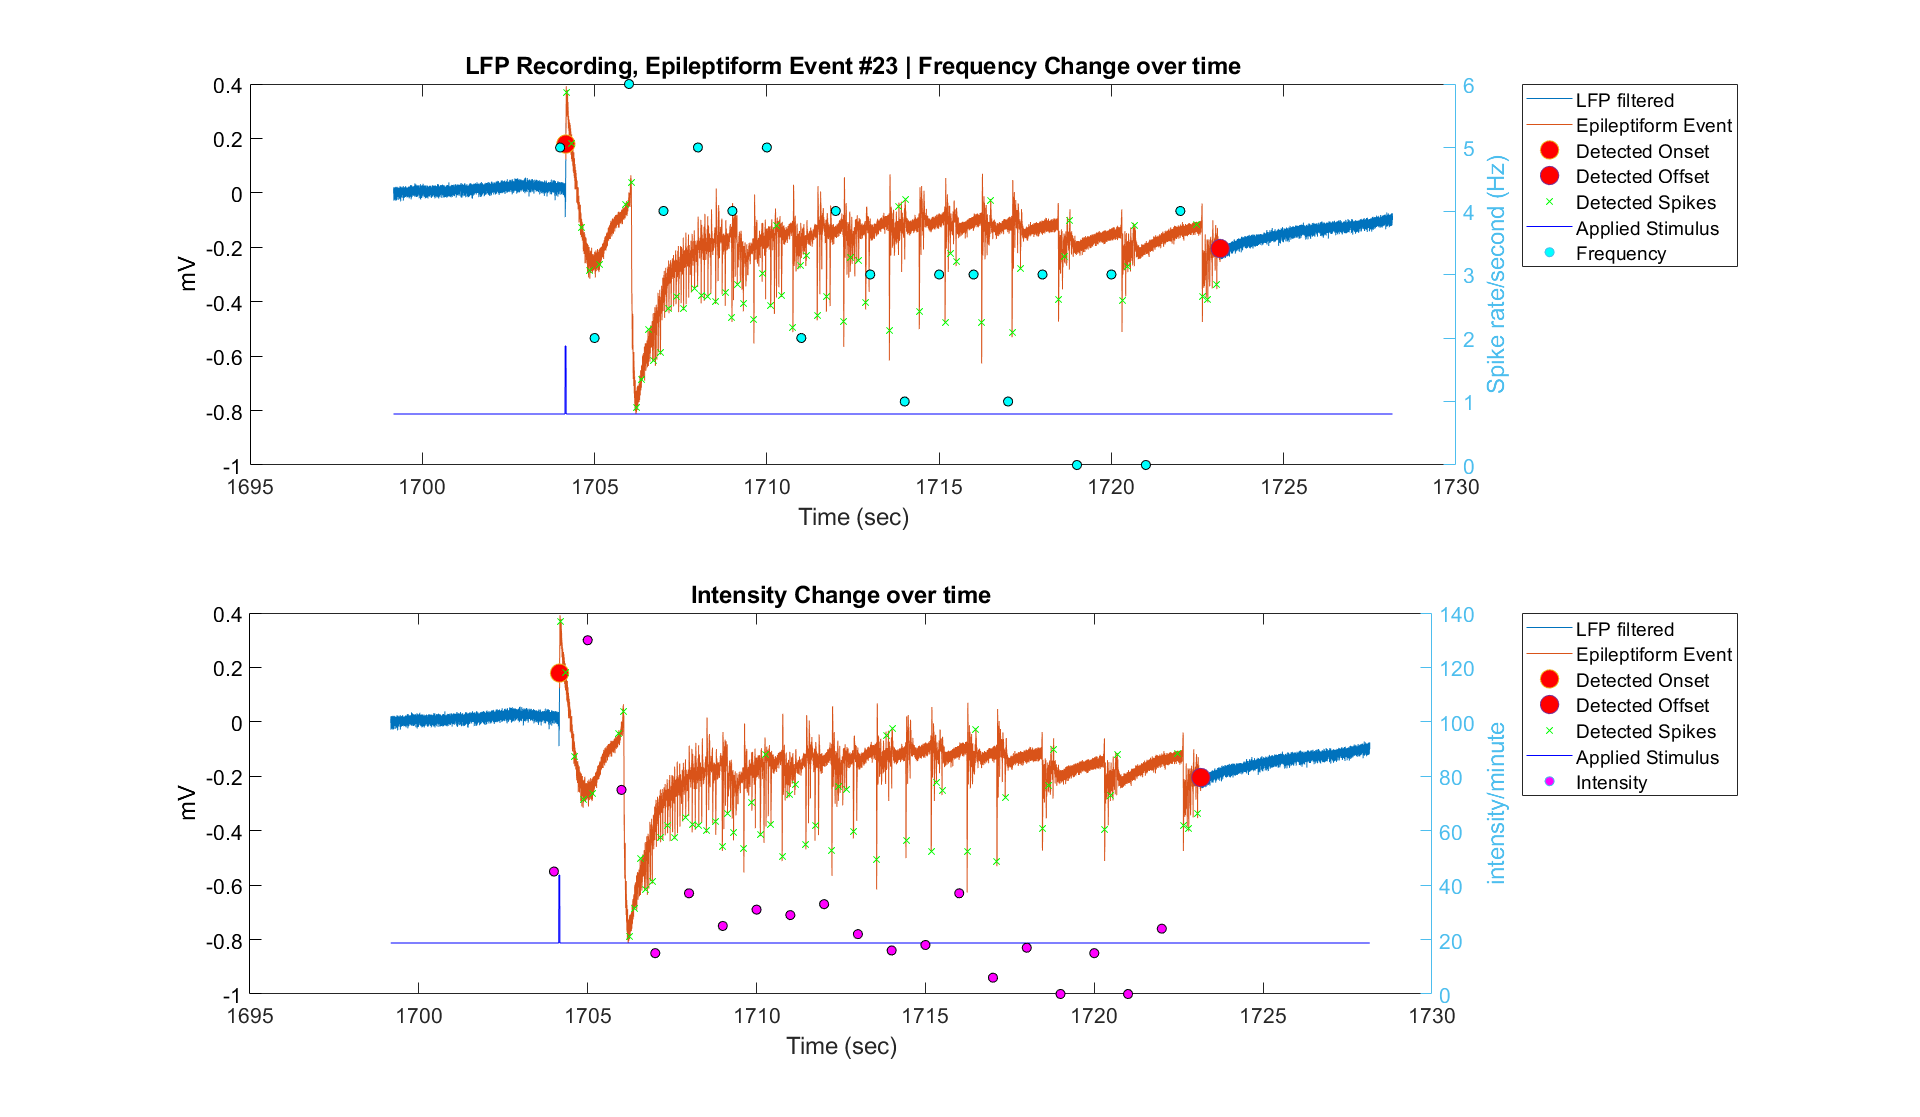 LFP Recording, Epileptiform Event #23 | Frequency Change over time
0.4
0.2
0
-0.2
-0.4
-0.6
-0.8
-1
mV
1695 1700 1705 1710 1715 1720 1725 1730
Time (sec)
6
5
4
3
2
1
0
Spike rate/second (Hz)
LFP filtered
Epileptiform Event
Detected Onset
Detected Offset
Detected Spikes
Applied Stimulus
Frequency
Intensity Change over time
0.4
0.2
0
-0.2
-0.4
-0.6
-0.8
-1
mV
1695 1700 1705 1710 1715 1720 1725 1730
Time (sec)
140
120
100
80
60
40
20
0
intensity/minute
LFP filtered
Epileptiform Event
Detected Onset
Detected Offset
Detected Spikes
Applied Stimulus
Intensity